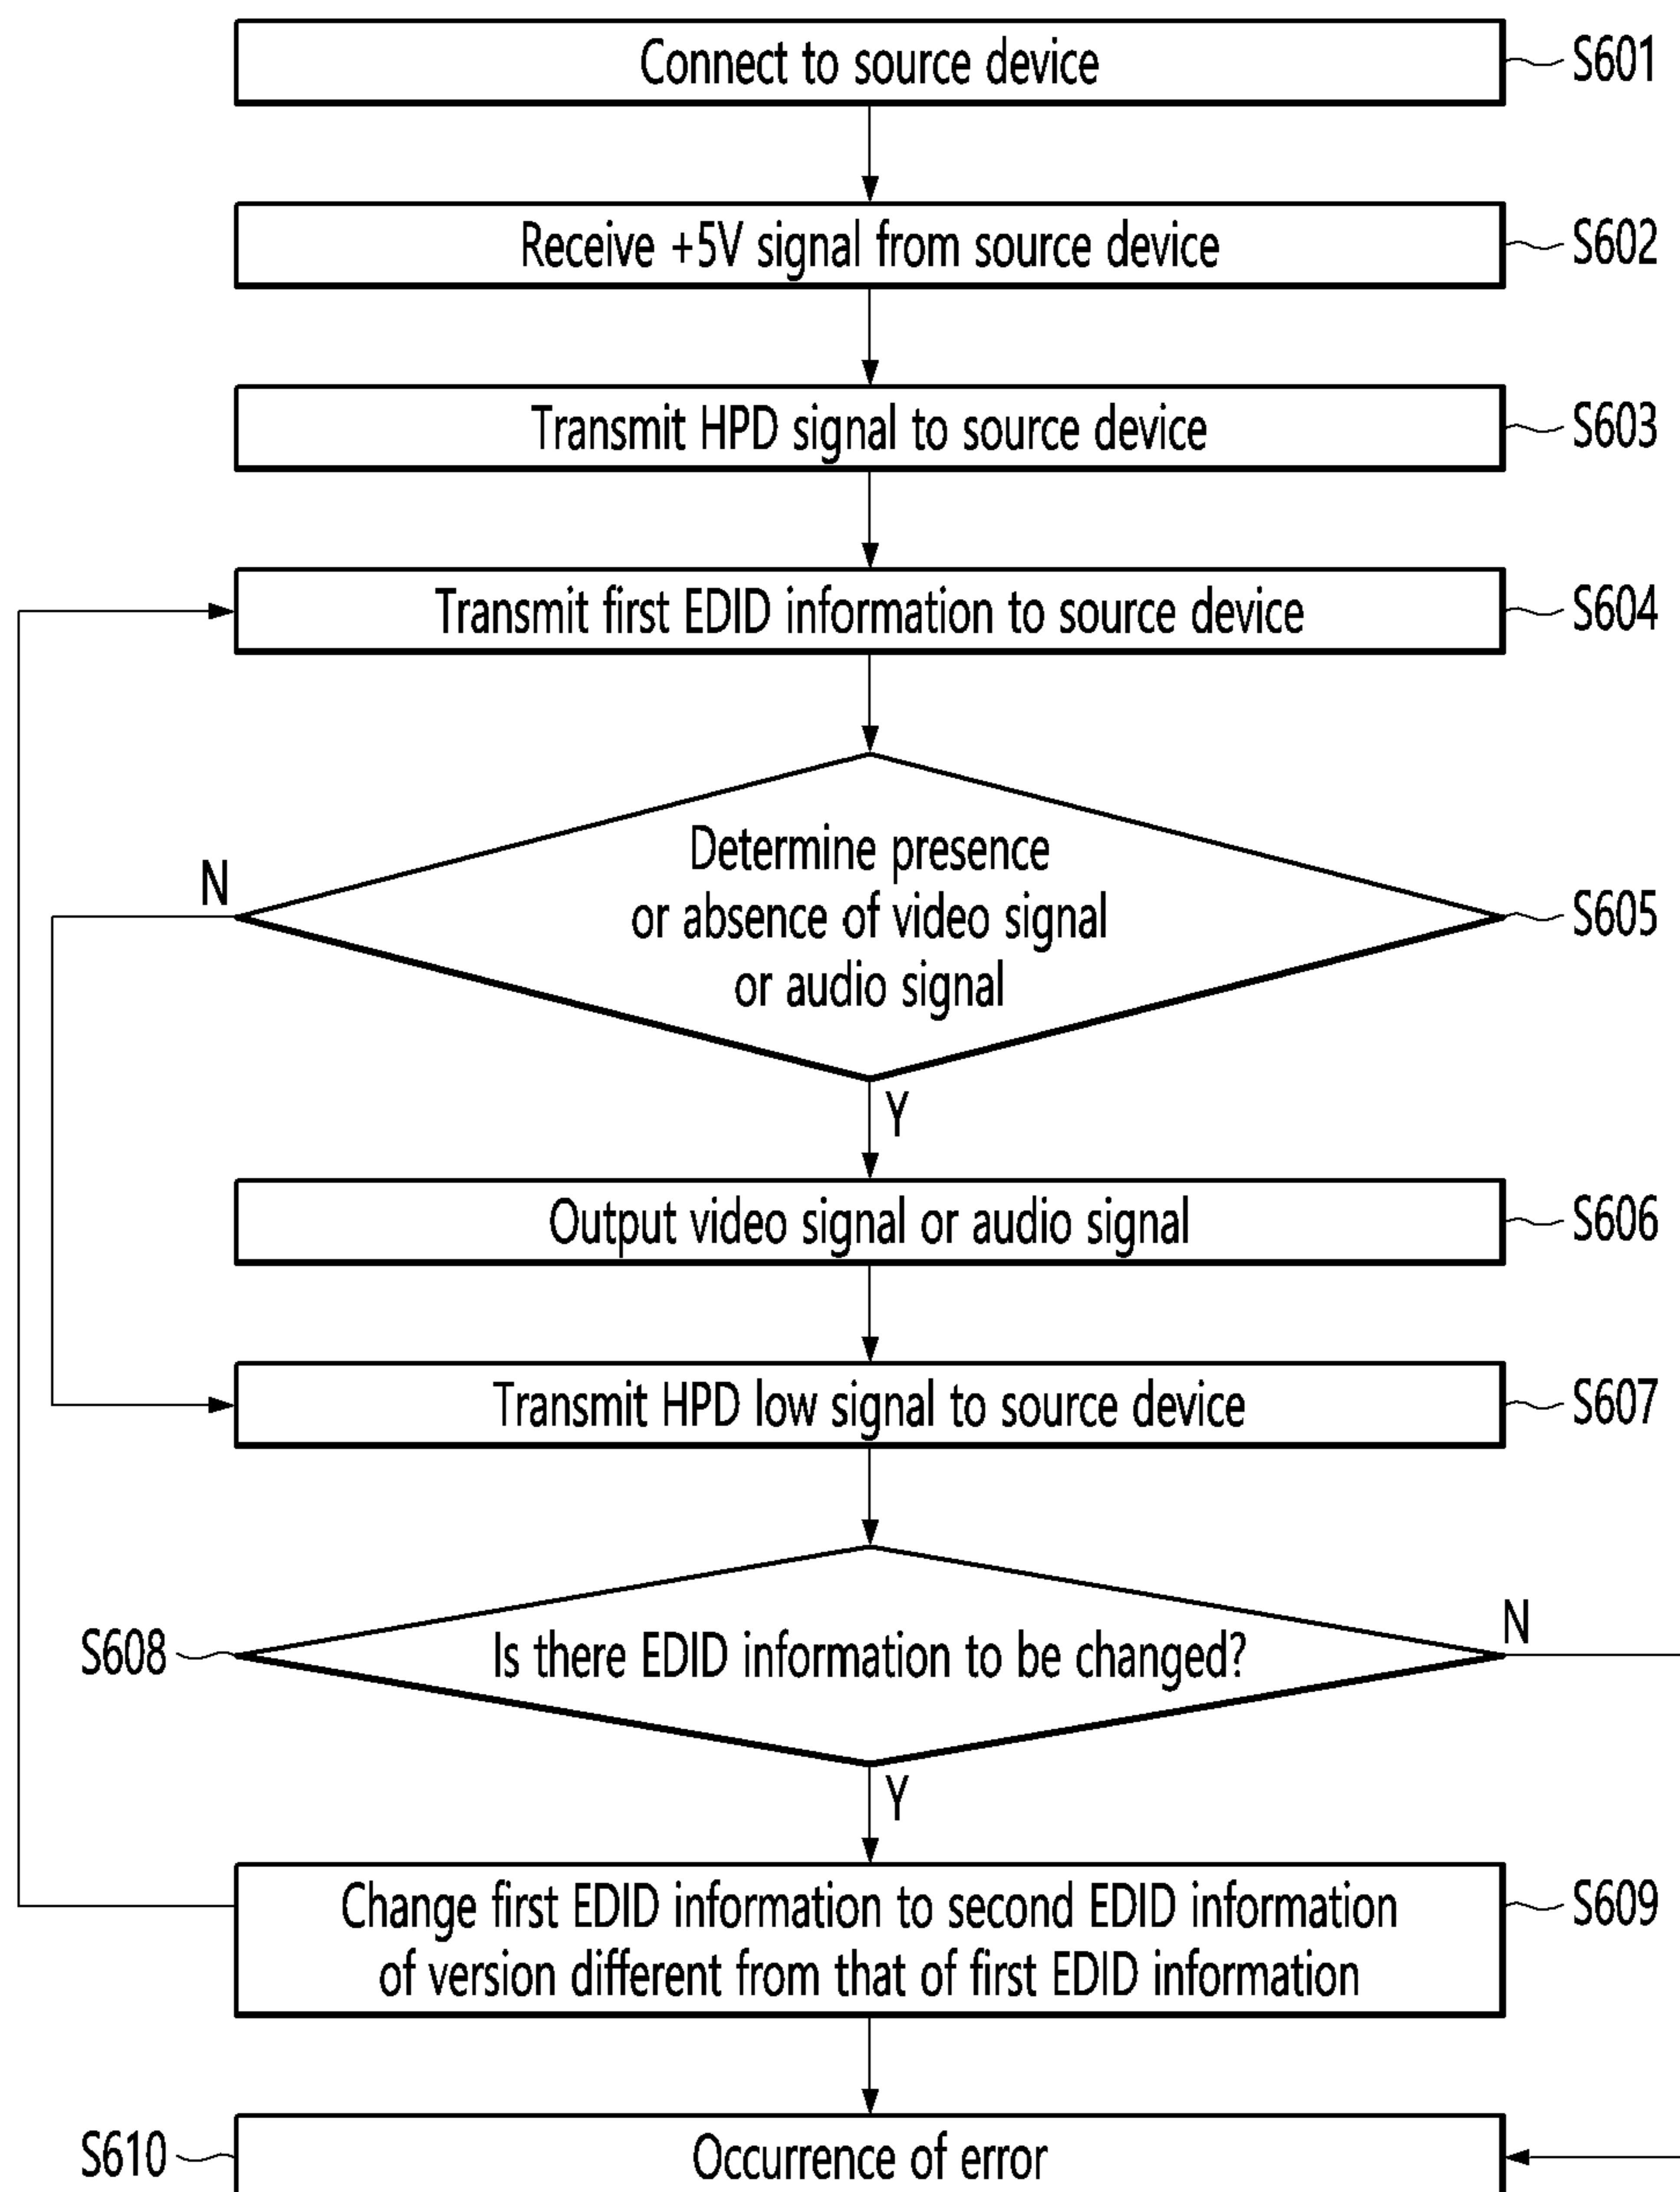 Connect to source device
S601
Receive +5V signal from source device
S602
Transmit HPD signal to source device
S603
Transmit first EDID information to source device
S604
Determine presence
or absence of video signal
or audio signal
N
S605
Y
Output video signal or audio signal
S606
Transmit HPD low signal to source device
S607
S608
Is there EDID information to be changed?
N
Y
Change first EDID information to second EDID information
of version different from that of first EDID information
S609
S610
Occurrence of error